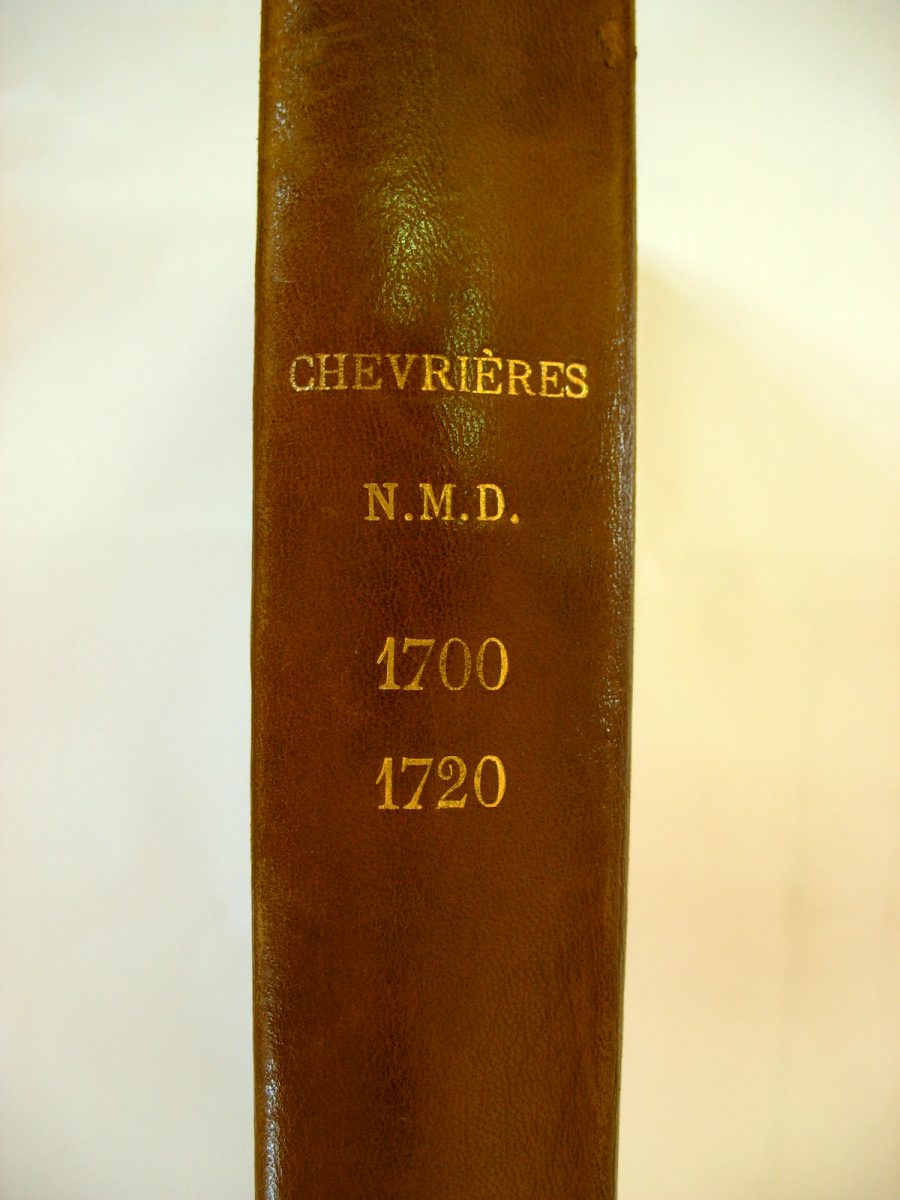 CHEVRIÈRES
N.M.D.
1700
1720